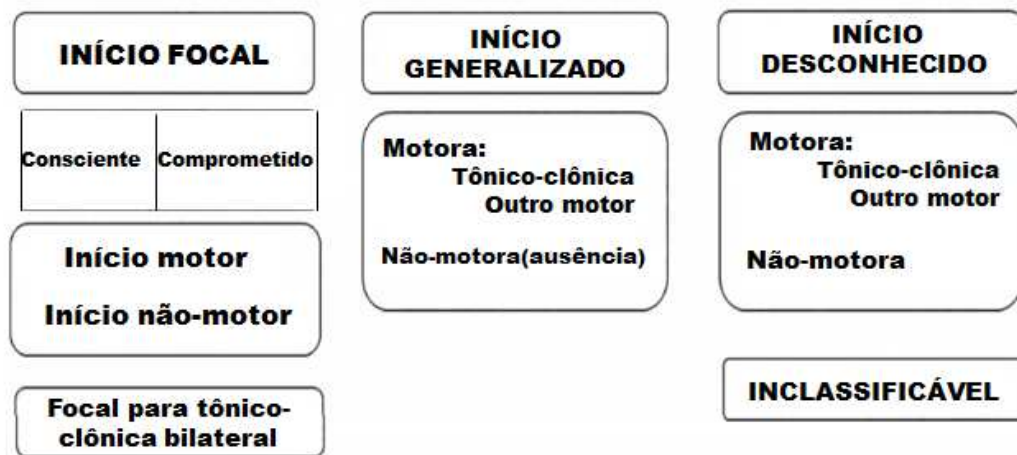 INÍCIO FOCAL
Consciente
Comprometido
Início motor
Início não-motor
Focal para tônico-
clônica bilateral
INÍCIO
GENERALIZADO
Motora:
Tônico-clônica
Outro motor
Não-motora(ausência)
INÍCIO
DESCONHECIDO
Motora:
Tônico-clônica
Outro motor
Não-motora
INCLASSIFICÁVEL